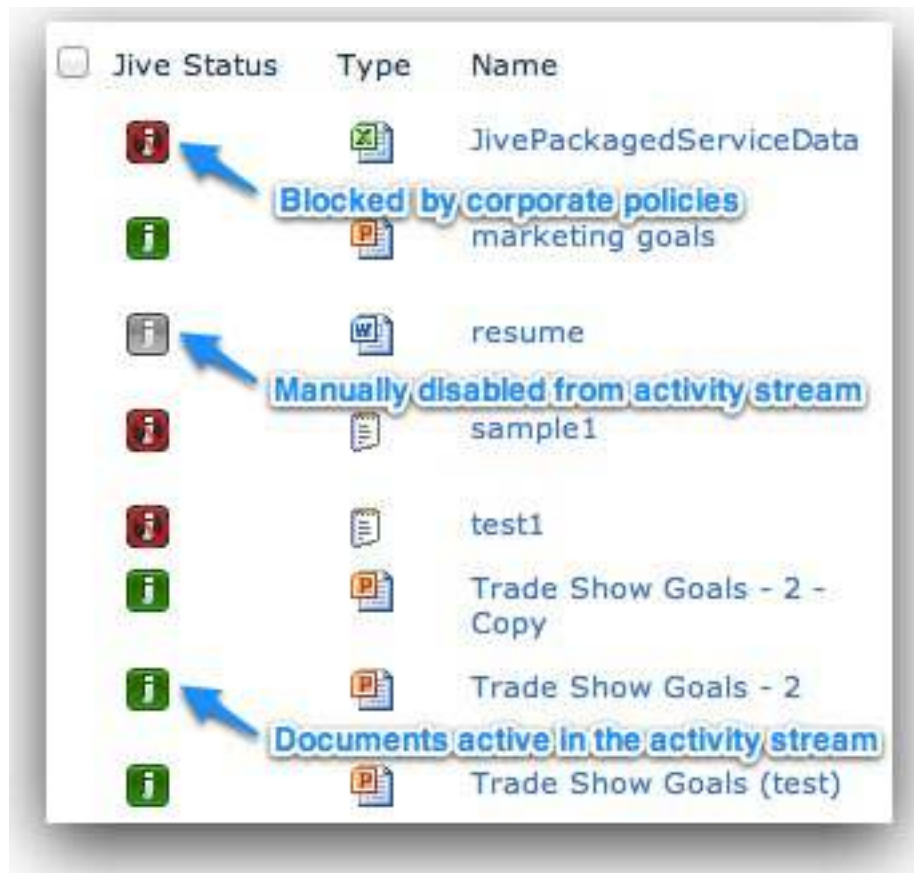 Jive Status Type Name
JivePackagedServiceData
Blocked by corporate policies
marketing goals
resume
Manually disabled from activity stream
sample1
test1
Trade Show Goals - 2 -
Copy
Trade Show Goals - 2
Documents active in the activity stream
Trade Show Goals (test)